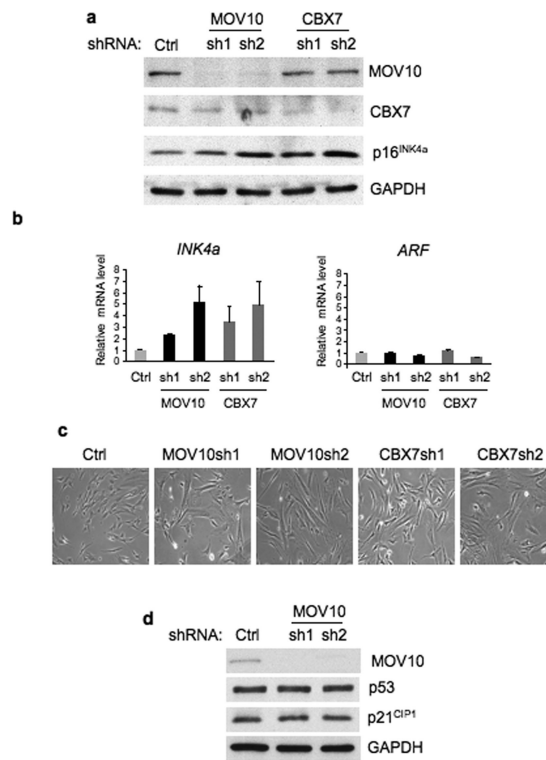 a
MOV10 CBX7
shRNA: Ctrl sh1 sh2 sh1 sh2
MOV10
CBX7
p16INK4a
GAPDH
b
INK4a
Relative mRNA level
8
7
6
5
4
3
2
1
0
Ctrl sh1 sh2 sh1 sh2
MOV10 CBX7
ARF
Relative mRNA level
8
7
6
5
4
3
2
1
0
Ctrl sh1 sh2 sh1 sh2
MOV10 CBX7
c
Ctrl MOV10sh1 MOV10sh2 CBX7sh1 CBX7sh2
d
MOV10
shRNA: Ctrl sh1 sh2
MOV10
p53
p21CIP1
GAPDH